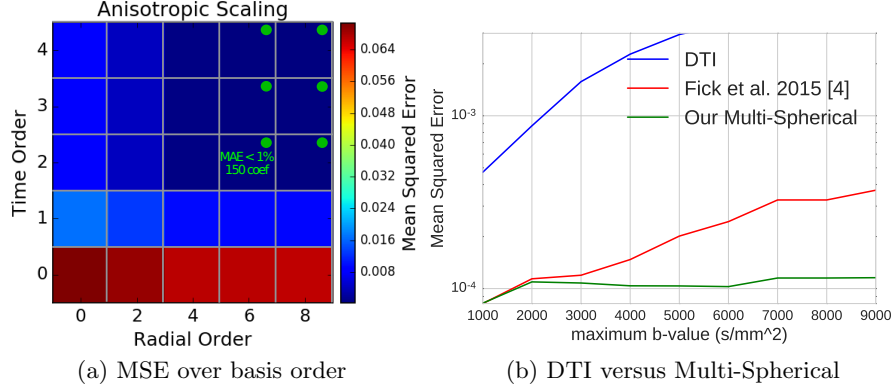 Anisotropic Scaling
4
3
2
1
0
Time Order
MAE < 1%
150 coef
0 2 4 6 8
Radial Order
0.064
0.056
0.048
0.040
0.032
0.024
0.016
0.008
Mean Squared Error
(a) MSE over basis order
DTI
Fick et al. 2015 [4]
Our Multi-Spherical
10⁻³
10⁻⁴
Mean Squared Error
1000 2000 3000 4000 5000 6000 7000 8000 9000
maximum b-value (s/mm^2)
(b) DTI versus Multi-Spherical